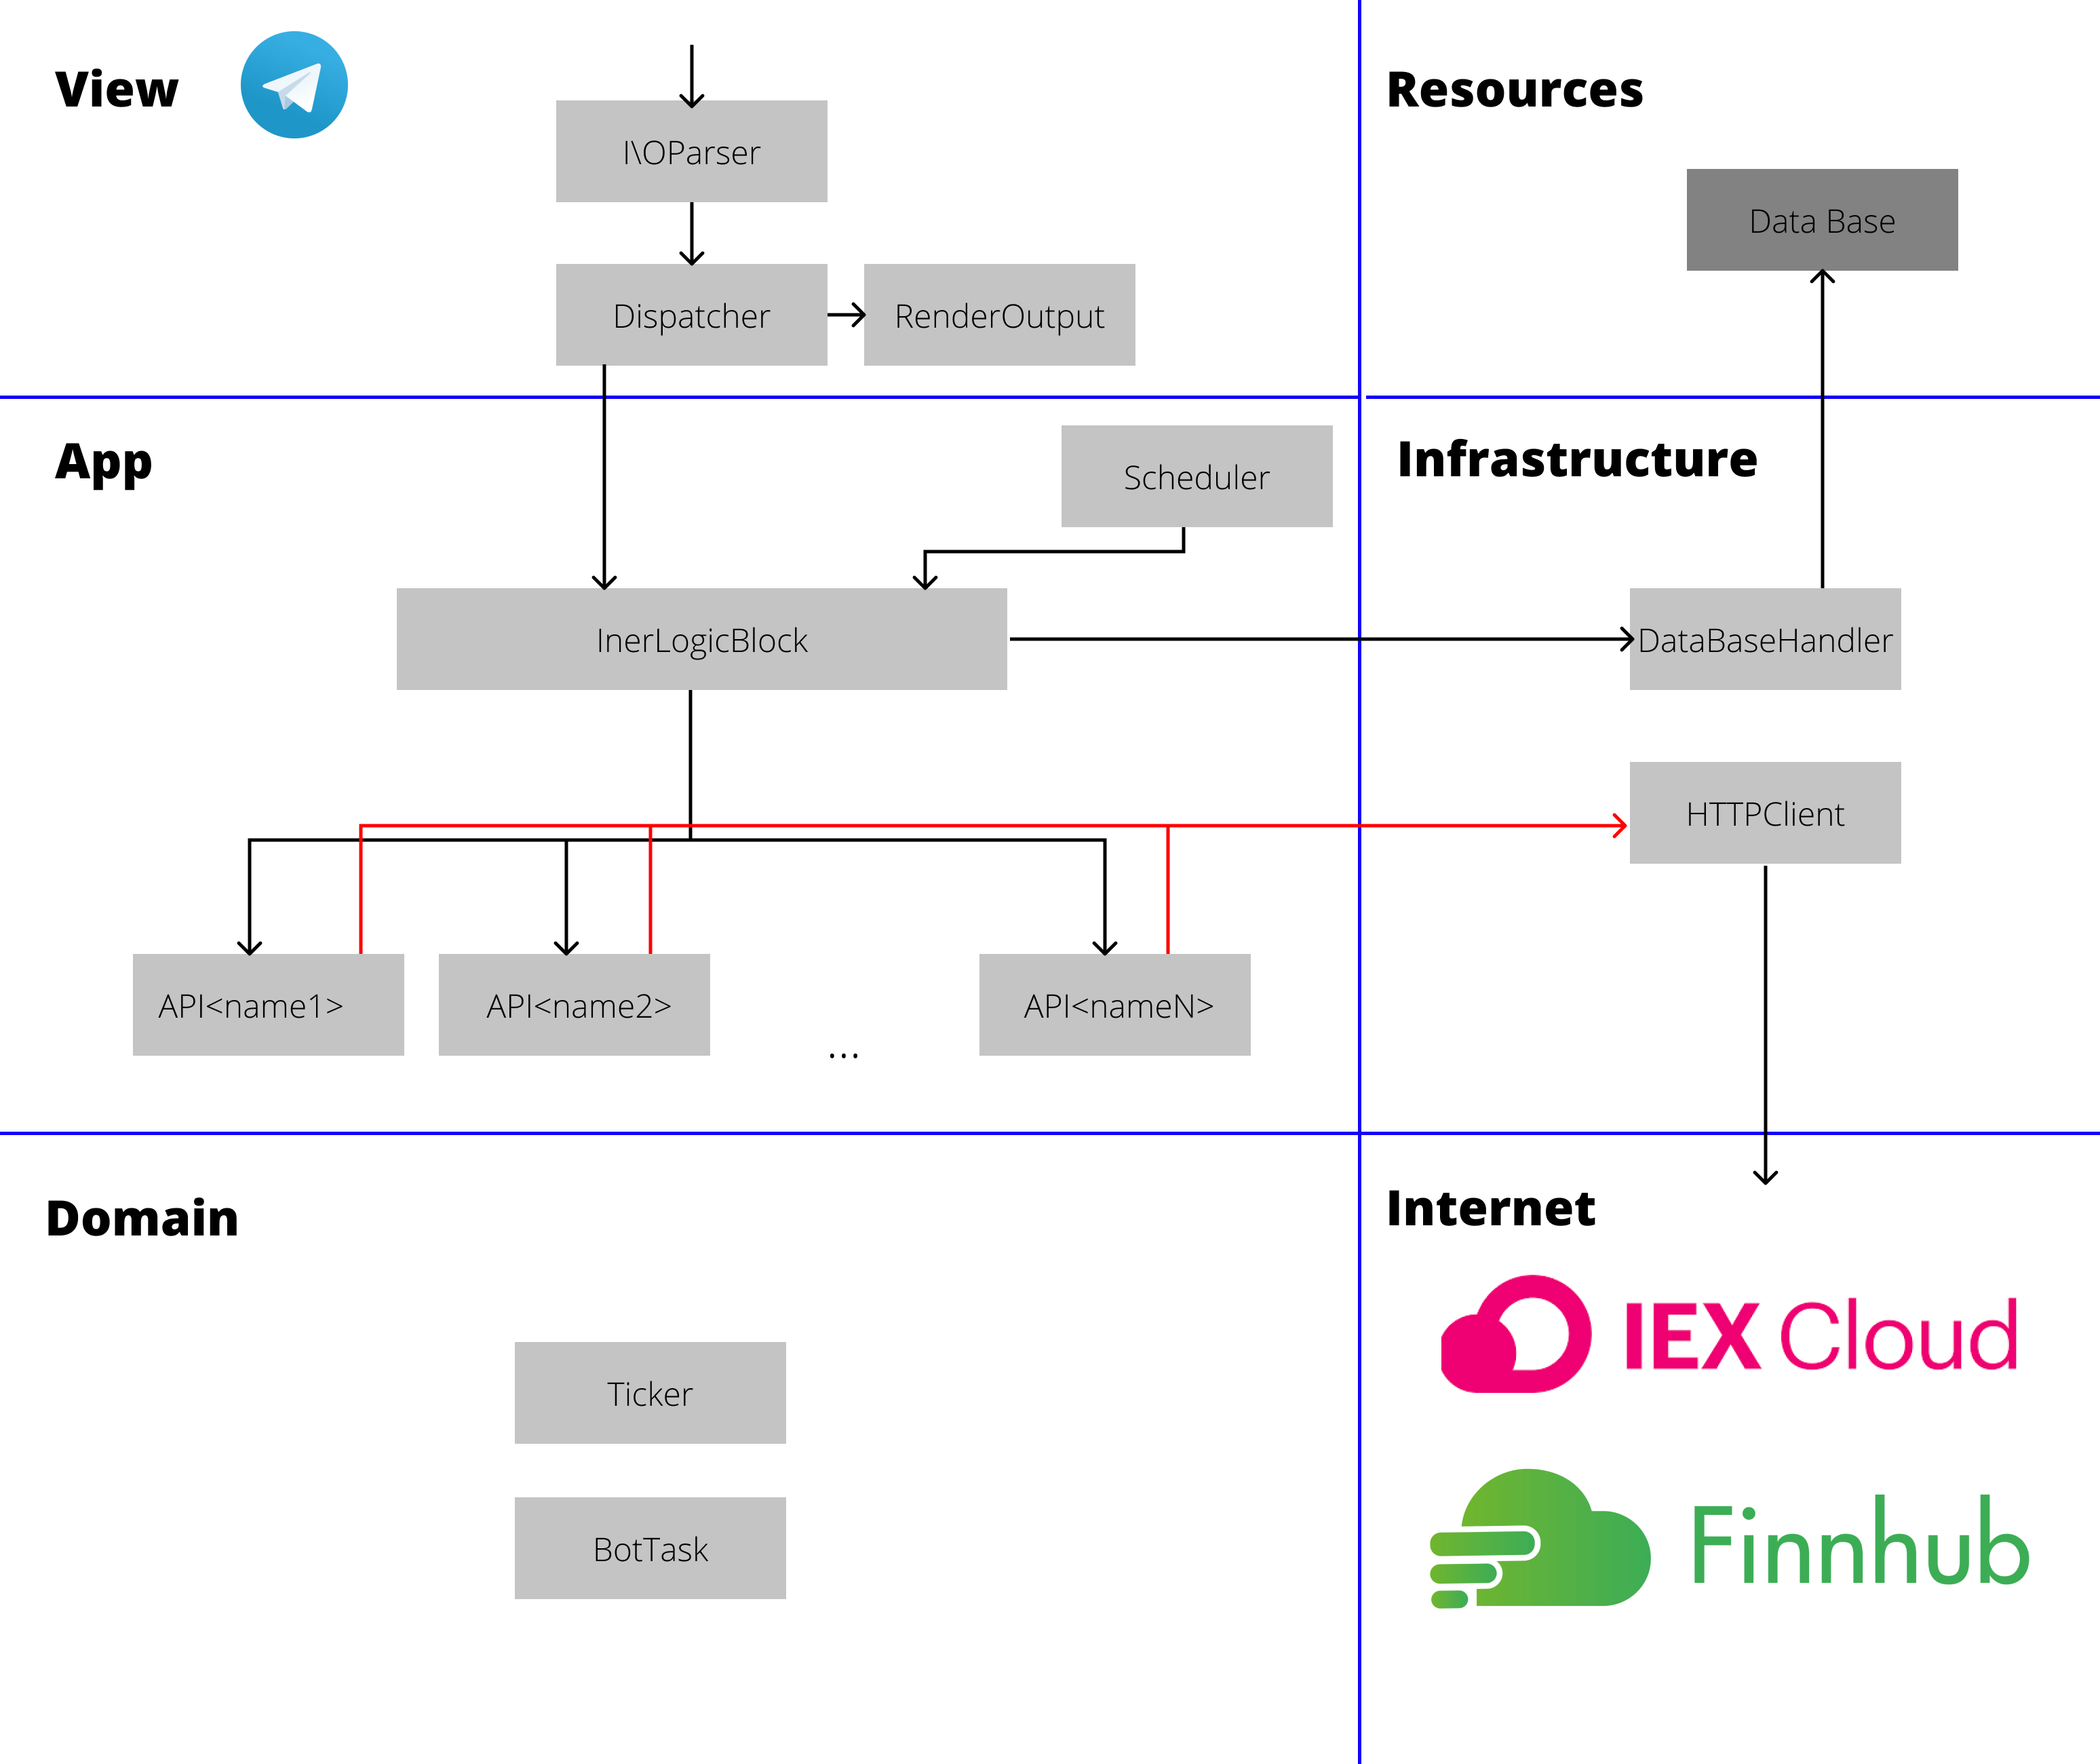 View
Resources
I\OParser
Data Base
Dispatcher
RenderOutput
App
Infrastructure
Scheduler
InerLogicBlock
DataBaseHandler
HTTPClient
API<name1>
API<name2>
...
API<nameN>
Domain
Internet
IEX Cloud
Ticker
Finnhub
BotTask